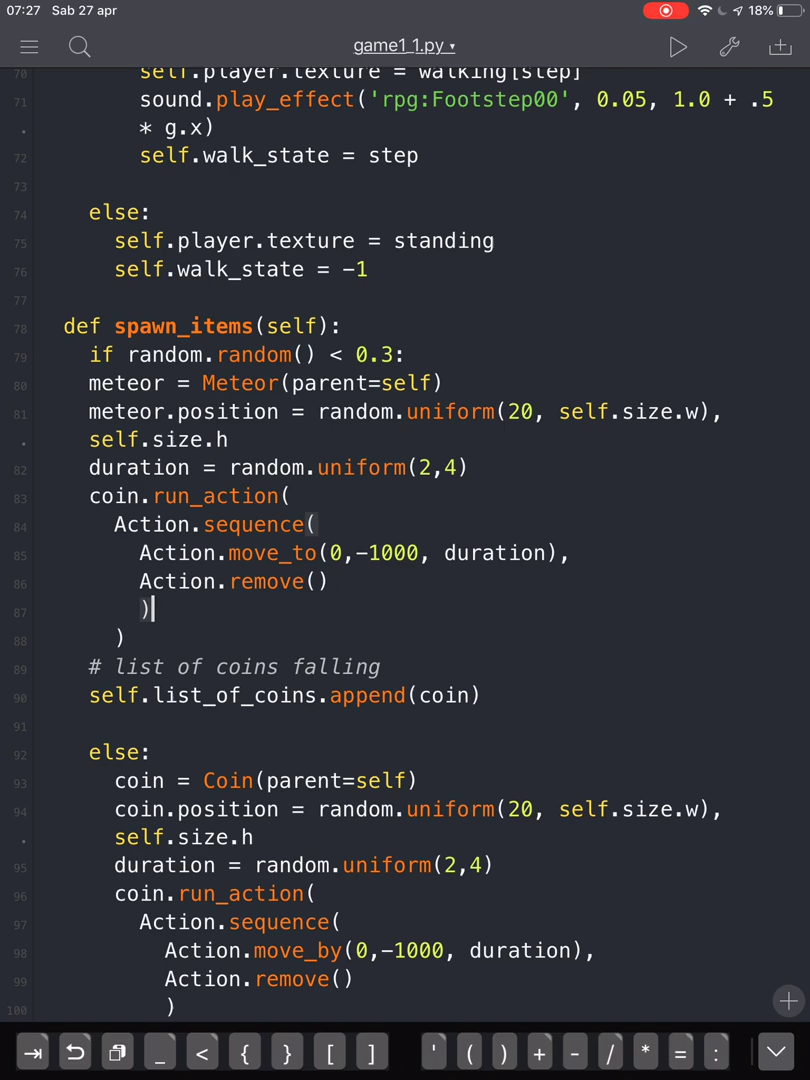 07:27 Sab 27 apr 18%
game1_1.py ▾
70 self.player.texture = walking[step]
71 sound.play_effect('rpg:Footstep00', 0.05, 1.0 + .5
• * g.x)
72 self.walk_state = step
73
74 else:
75 self.player.texture = standing
76 self.walk_state = -1
77
78 def spawn_items(self):
79 if random.random() < 0.3:
80 meteor = Meteor(parent=self)
81 meteor.position = random.uniform(20, self.size.w),
• self.size.h
82 duration = random.uniform(2,4)
83 coin.run_action(
84 Action.sequence(
85 Action.move_to(0,-1000, duration),
86 Action.remove()
87 )
88 )
89 # list of coins falling
90 self.list_of_coins.append(coin)
91
92 else:
93 coin = Coin(parent=self)
94 coin.position = random.uniform(20, self.size.w),
• self.size.h
95 duration = random.uniform(2,4)
96 coin.run_action(
97 Action.sequence(
98 Action.move_by(0,-1000, duration),
99 Action.remove()
100 )
_ < { } [ ] ' ( ) + - / * = :